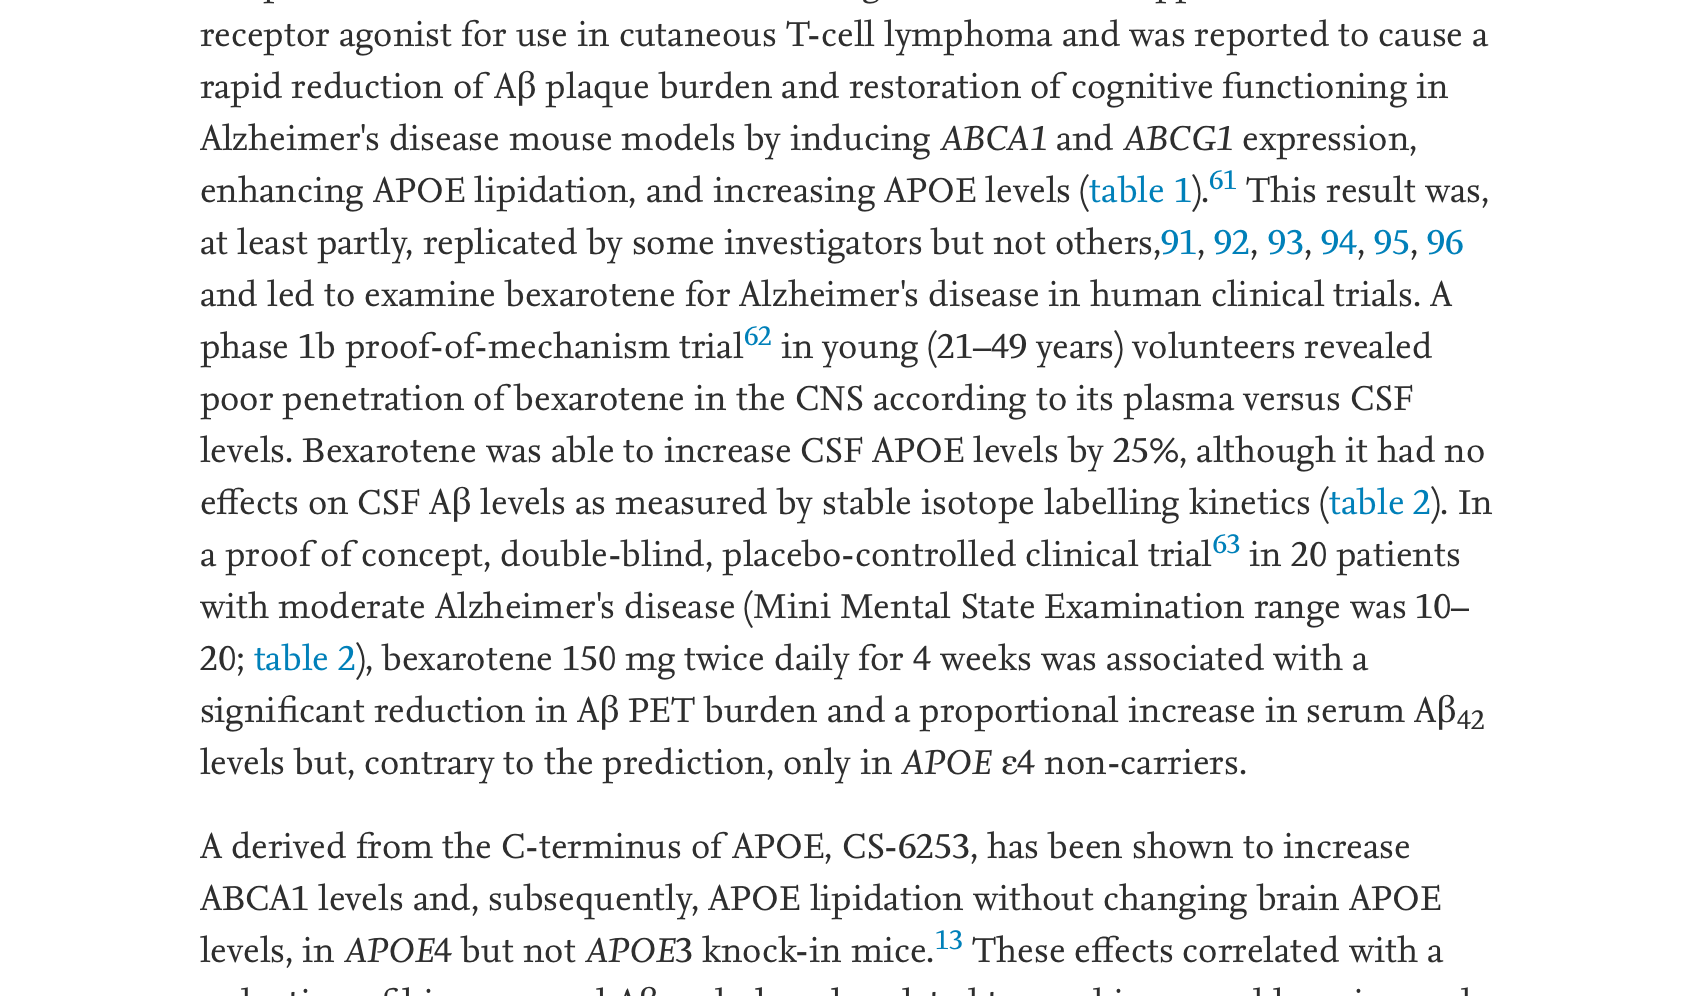 receptor agonist for use in cutaneous T-cell lymphoma and was reported to cause a
rapid reduction of Aβ plaque burden and restoration of cognitive functioning in
Alzheimer's disease mouse models by inducing ABCA1 and ABCG1 expression,
enhancing APOE lipidation, and increasing APOE levels (table 1).61 This result was,
at least partly, replicated by some investigators but not others,91, 92, 93, 94, 95, 96
and led to examine bexarotene for Alzheimer's disease in human clinical trials. A
phase 1b proof-of-mechanism trial62 in young (21–49 years) volunteers revealed
poor penetration of bexarotene in the CNS according to its plasma versus CSF
levels. Bexarotene was able to increase CSF APOE levels by 25%, although it had no
effects on CSF Aβ levels as measured by stable isotope labelling kinetics (table 2). In
a proof of concept, double-blind, placebo-controlled clinical trial63 in 20 patients
with moderate Alzheimer's disease (Mini Mental State Examination range was 10–
20; table 2), bexarotene 150 mg twice daily for 4 weeks was associated with a
significant reduction in Aβ PET burden and a proportional increase in serum Aβ42
levels but, contrary to the prediction, only in APOE ε4 non-carriers.
A derived from the C-terminus of APOE, CS-6253, has been shown to increase
ABCA1 levels and, subsequently, APOE lipidation without changing brain APOE
levels, in APOE4 but not APOE3 knock-in mice.13 These effects correlated with a